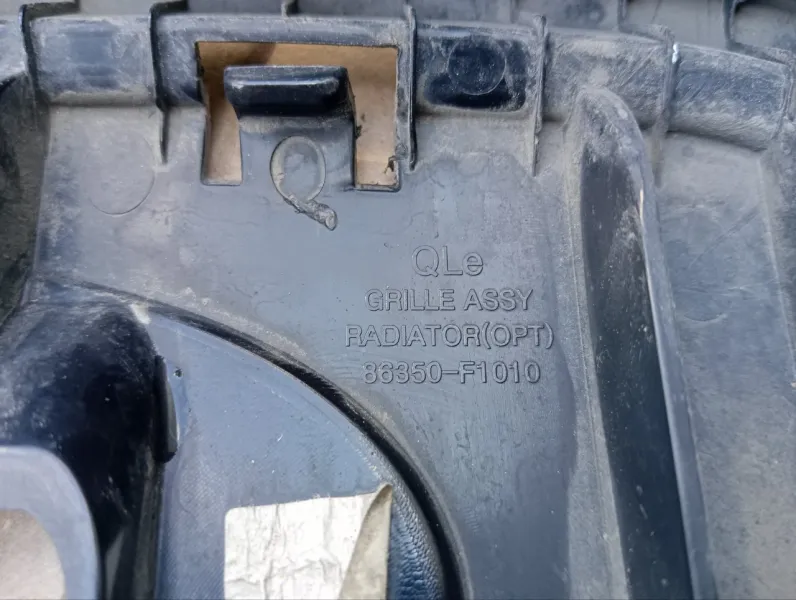 QLe
GRILLE ASSY
RADIATOR(OPT)
86350-F1010